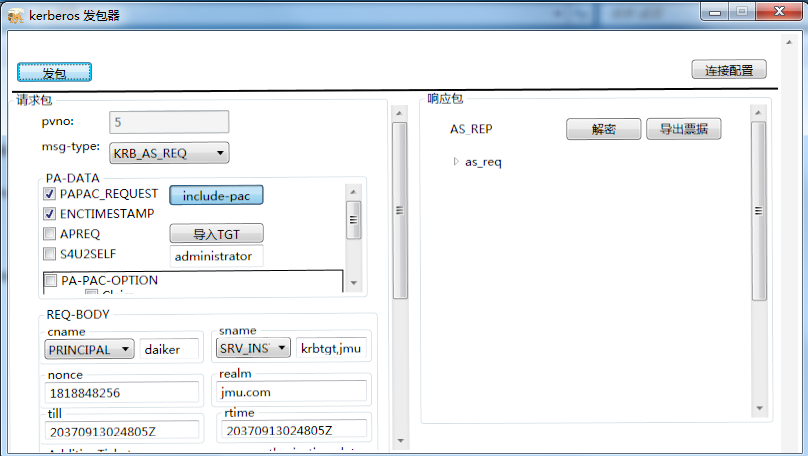 kerberos 发包器
发包
连接配置
请求包
pvno:
5
msg-type:
KRB_AS_REQ
PA-DATA
PAPAC_REQUEST
include-pac
ENCTIMESTAMP
APREQ
导入TGT
S4U2SELF
administrator
PA-PAC-OPTION
REQ-BODY
cname
PRINCIPAL
daiker
sname
SRV_INS
krbtgt,jmu
nonce
1818848256
realm
jmu.com
till
20370913024805Z
rtime
20370913024805Z
响应包
AS_REP
解密
导出票据
as_req